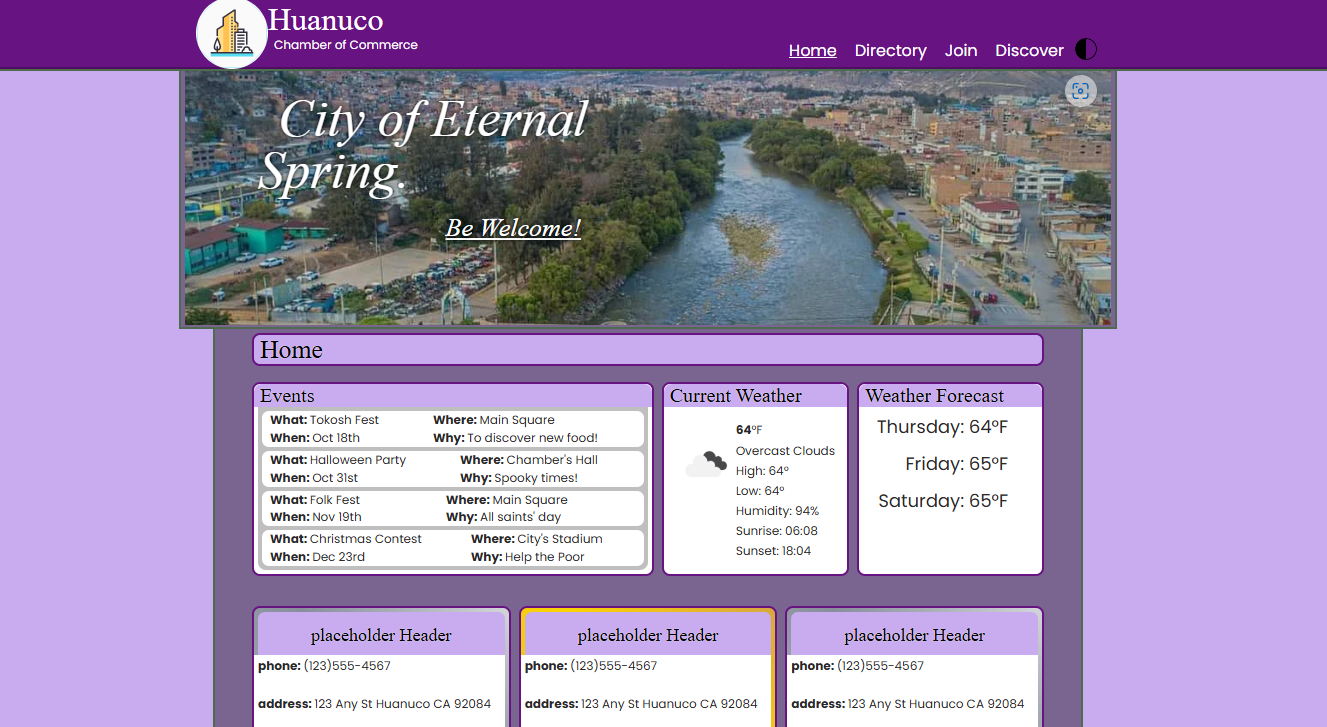 Huanuco
Chamber of Commerce
Home Directory Join Discover
City of Eternal
Spring.
Be Welcome!
Home
Events
What: Tokosh Fest Where: Main Square
When: Oct 18th Why: To discover new food!
What: Halloween Party Where: Chamber's Hall
When: Oct 31st Why: Spooky times!
What: Folk Fest Where: Main Square
When: Nov 19th Why: All saints' day
What: Christmas Contest Where: City's Stadium
When: Dec 23rd Why: Help the Poor
Current Weather
64°F
Overcast Clouds
High: 64°
Low: 64°
Humidity: 94%
Sunrise: 06:08
Sunset: 18:04
Weather Forecast
Thursday: 64°F
Friday: 65°F
Saturday: 65°F
placeholder Header
phone: (123)555-4567
address: 123 Any St Huanuco CA 92084
placeholder Header
phone: (123)555-4567
address: 123 Any St Huanuco CA 92084
placeholder Header
phone: (123)555-4567
address: 123 Any St Huanuco CA 92084